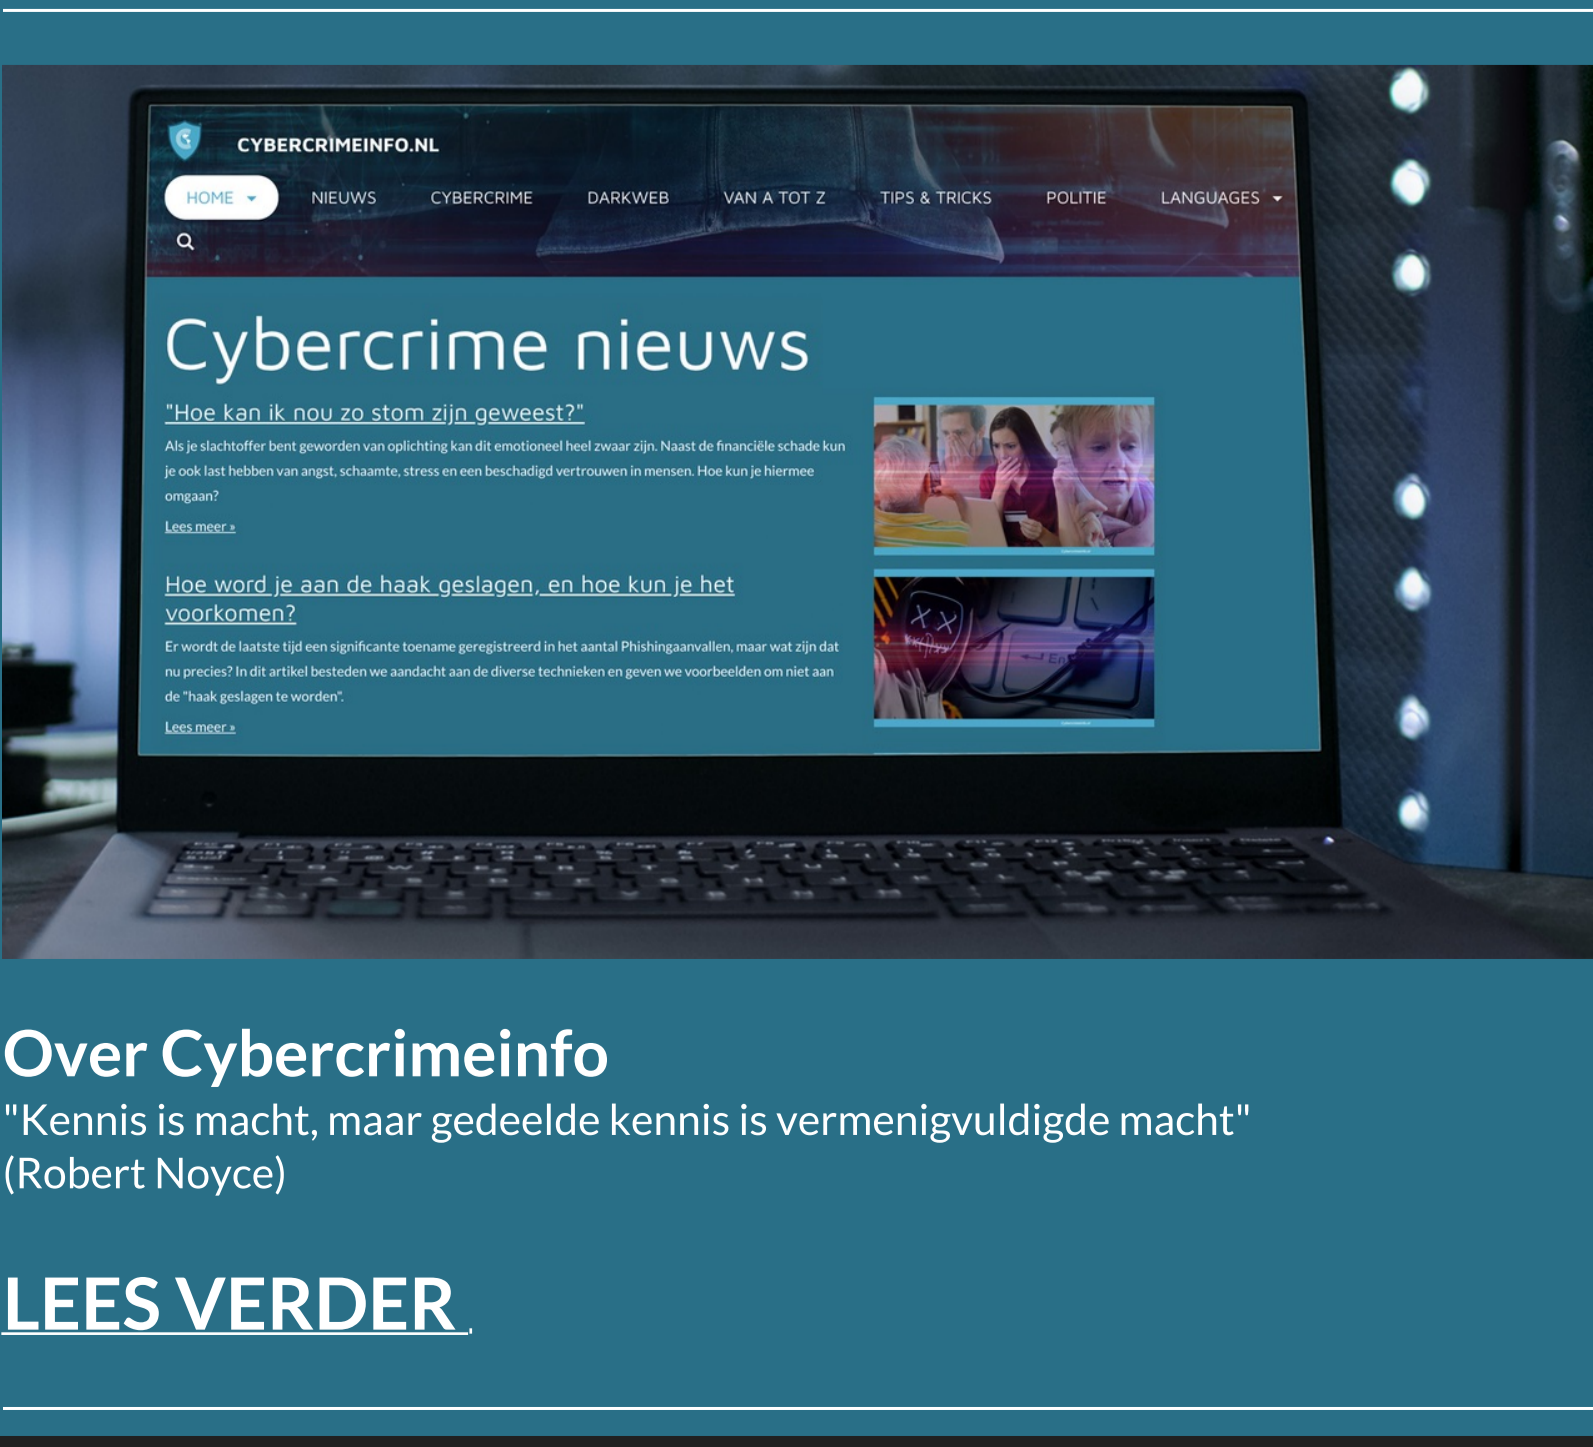 CYBERCRIMEINFO.NL
HOME NIEUWS CYBERCRIME DARKWEB VAN A TOT Z TIPS & TRICKS POLITIE LANGUAGES
Cybercrime nieuws
"Hoe kan ik nou zo stom zijn geweest?"
Als je slachtoffer bent geworden van oplichting kan dit emotioneel heel zwaar zijn. Naast de financiële schade kun
je ook last hebben van angst, schaamte, stress en een beschadigd vertrouwen in mensen. Hoe kun je hiermee
omgaan?
Lees meer »
Hoe word je aan de haak geslagen, en hoe kun je het
voorkomen?
Er wordt de laatste tijd een significante toename geregistreerd in het aantal Phishingaanvallen, maar wat zijn dat
nu precies? In dit artikel besteden we aandacht aan de diverse technieken en geven we voorbeelden om niet aan
de "haak geslagen te worden".
Lees meer »
Over Cybercrimeinfo
"Kennis is macht, maar gedeelde kennis is vermenigvuldigde macht"
(Robert Noyce)
LEES VERDER